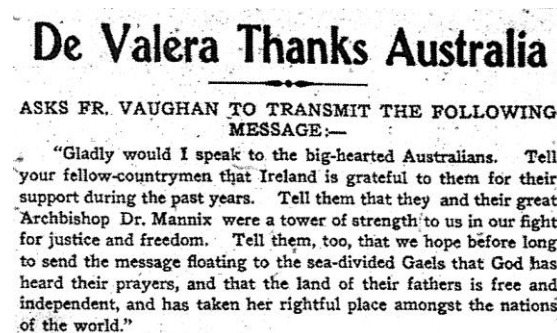 De Valera Thanks Australia
ASKS FR. VAUGHAN TO TRANSMIT THE FOLLOWING
MESSAGE:—
"Gladly would I speak to the big-hearted Australians. Tell
your fellow-countrymen that Ireland is grateful to them for their
support during the past years. Tell them that they and their great
Archbishop Dr. Mannix were a tower of strength to us in our fight
for justice and freedom. Tell them, too, that we hope before long
to send the message floating to the sea-divided Gaels that God has
heard their prayers, and that the land of their fathers is free and
independent, and has taken her rightful place amongst the nations
of the world."